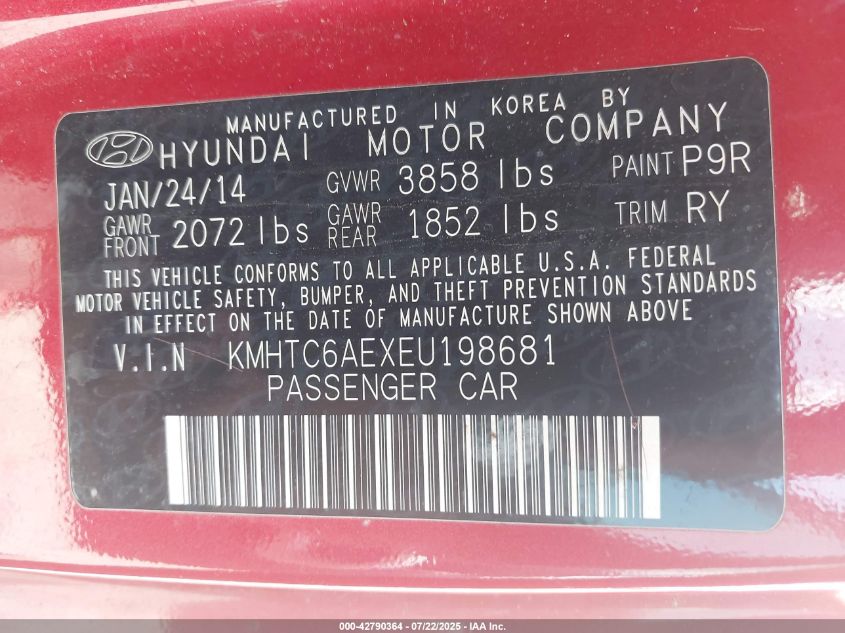 MANUFACTURED IN KOREA BY
HYUNDAI MOTOR COMPANY
JAN/24/14 GVWR 3858 lbs PAINT P9R
GAWR FRONT 2072 lbs GAWR REAR 1852 lbs TRIM RY
THIS VEHICLE CONFORMS TO ALL APPLICABLE U.S.A. FEDERAL
MOTOR VEHICLE SAFETY, BUMPER, AND THEFT PREVENTION STANDARDS
IN EFFECT ON THE DATE OF MANUFACTURE SHOWN ABOVE
V.I.N KMHTC6AEXEU198681
PASSENGER CAR
000-42790364 - 07/22/2025 - IAA Inc.